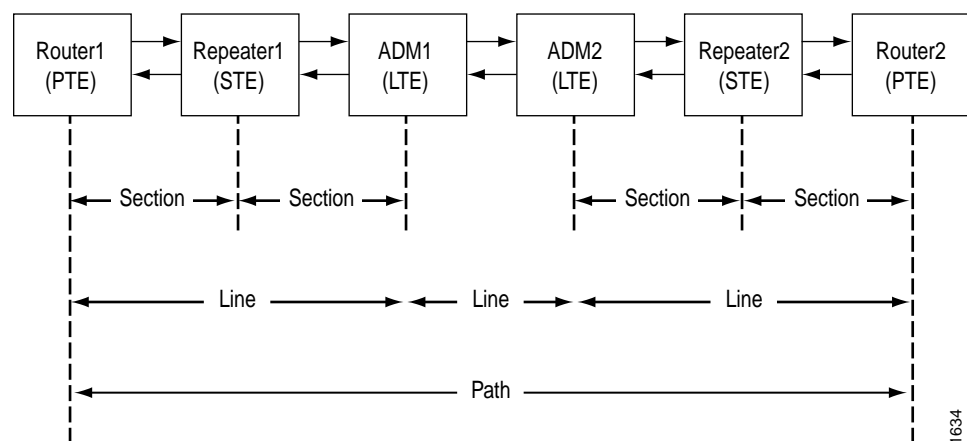 Router1
(PTE)
Repeater1
(STE)
ADM1
(LTE)
ADM2
(LTE)
Repeater2
(STE)
Router2
(PTE)
Section
Section
Section
Section
Line
Line
Line
Path
1634